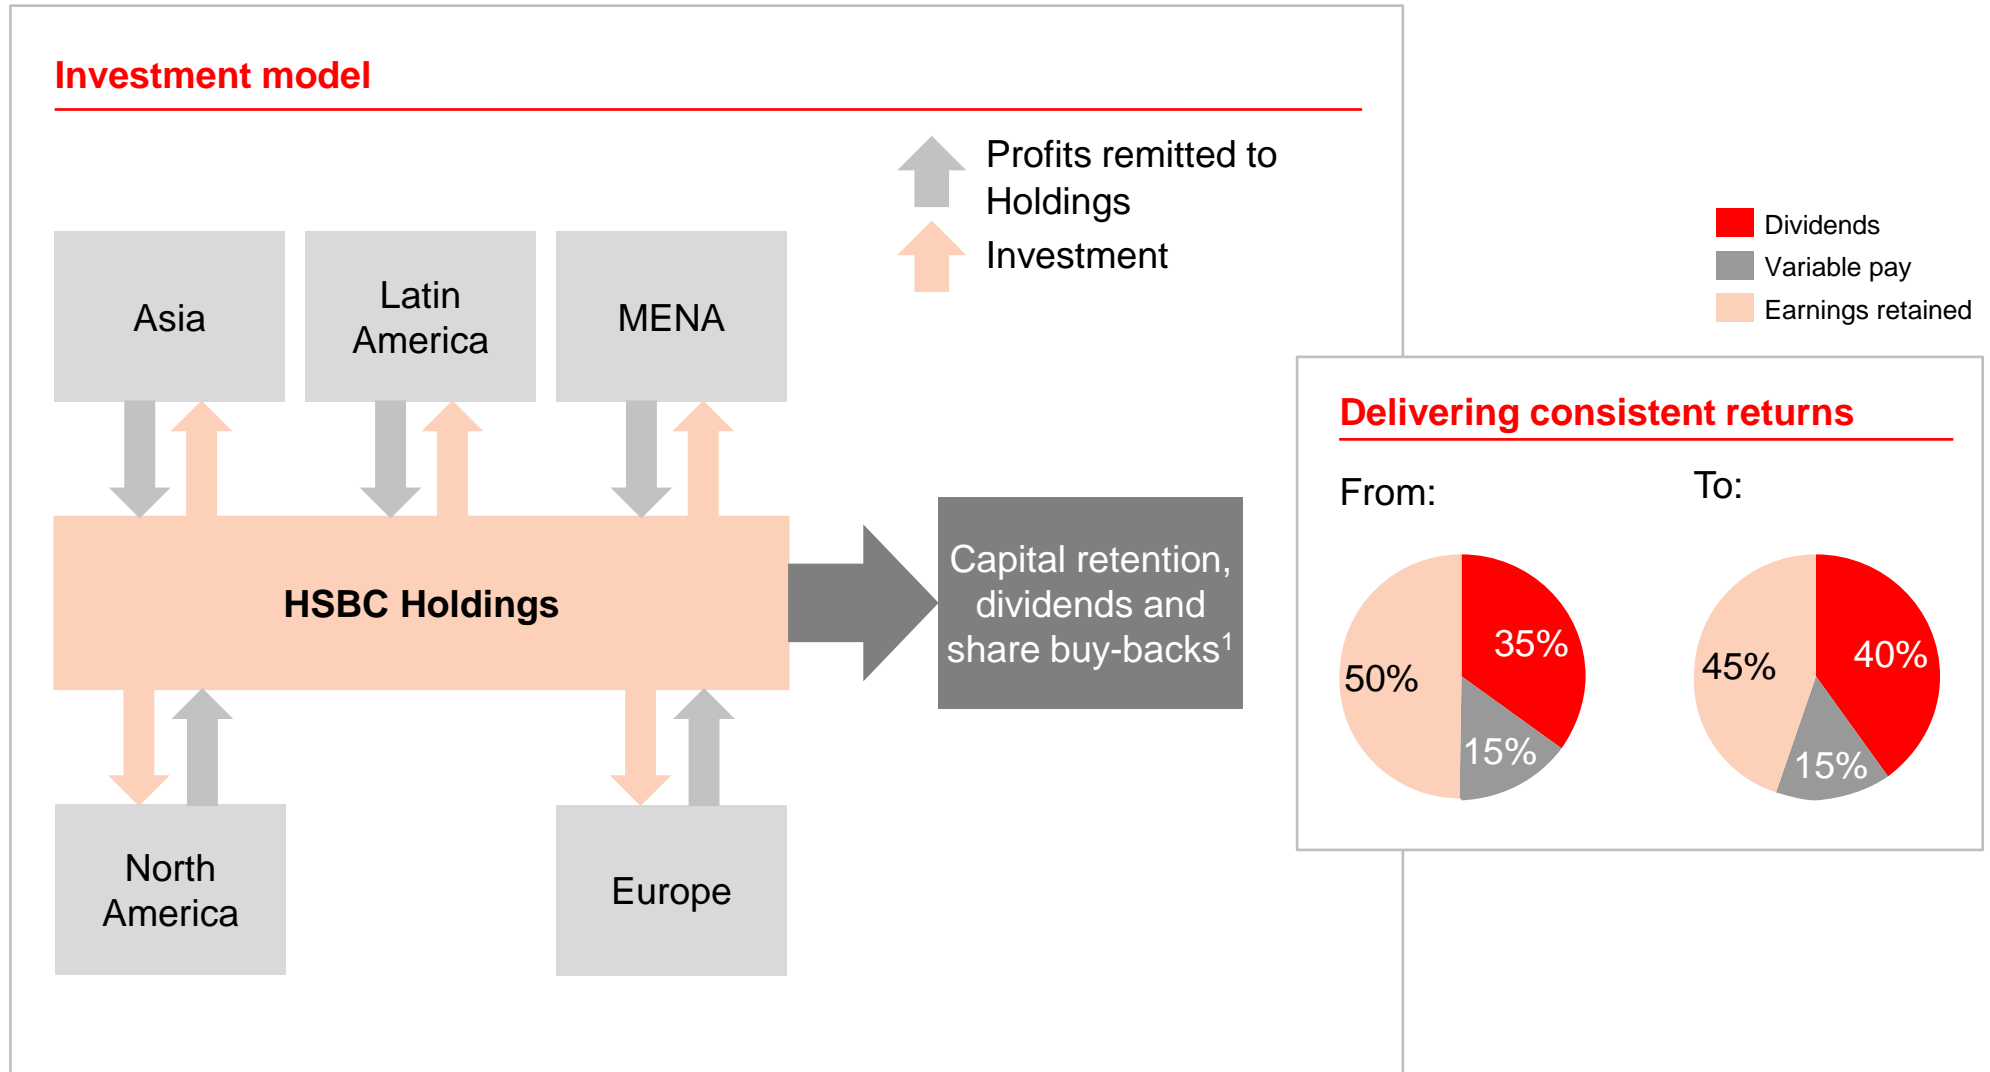 Investment model
Profits remitted to
Holdings
Investment
Asia
Latin
America
MENA
HSBC Holdings
Capital retention,
dividends and
share buy-backs¹
North
America
Europe
Dividends
Variable pay
Earnings retained
Delivering consistent returns
From:
To:
35%
15%
50%
40%
15%
45%